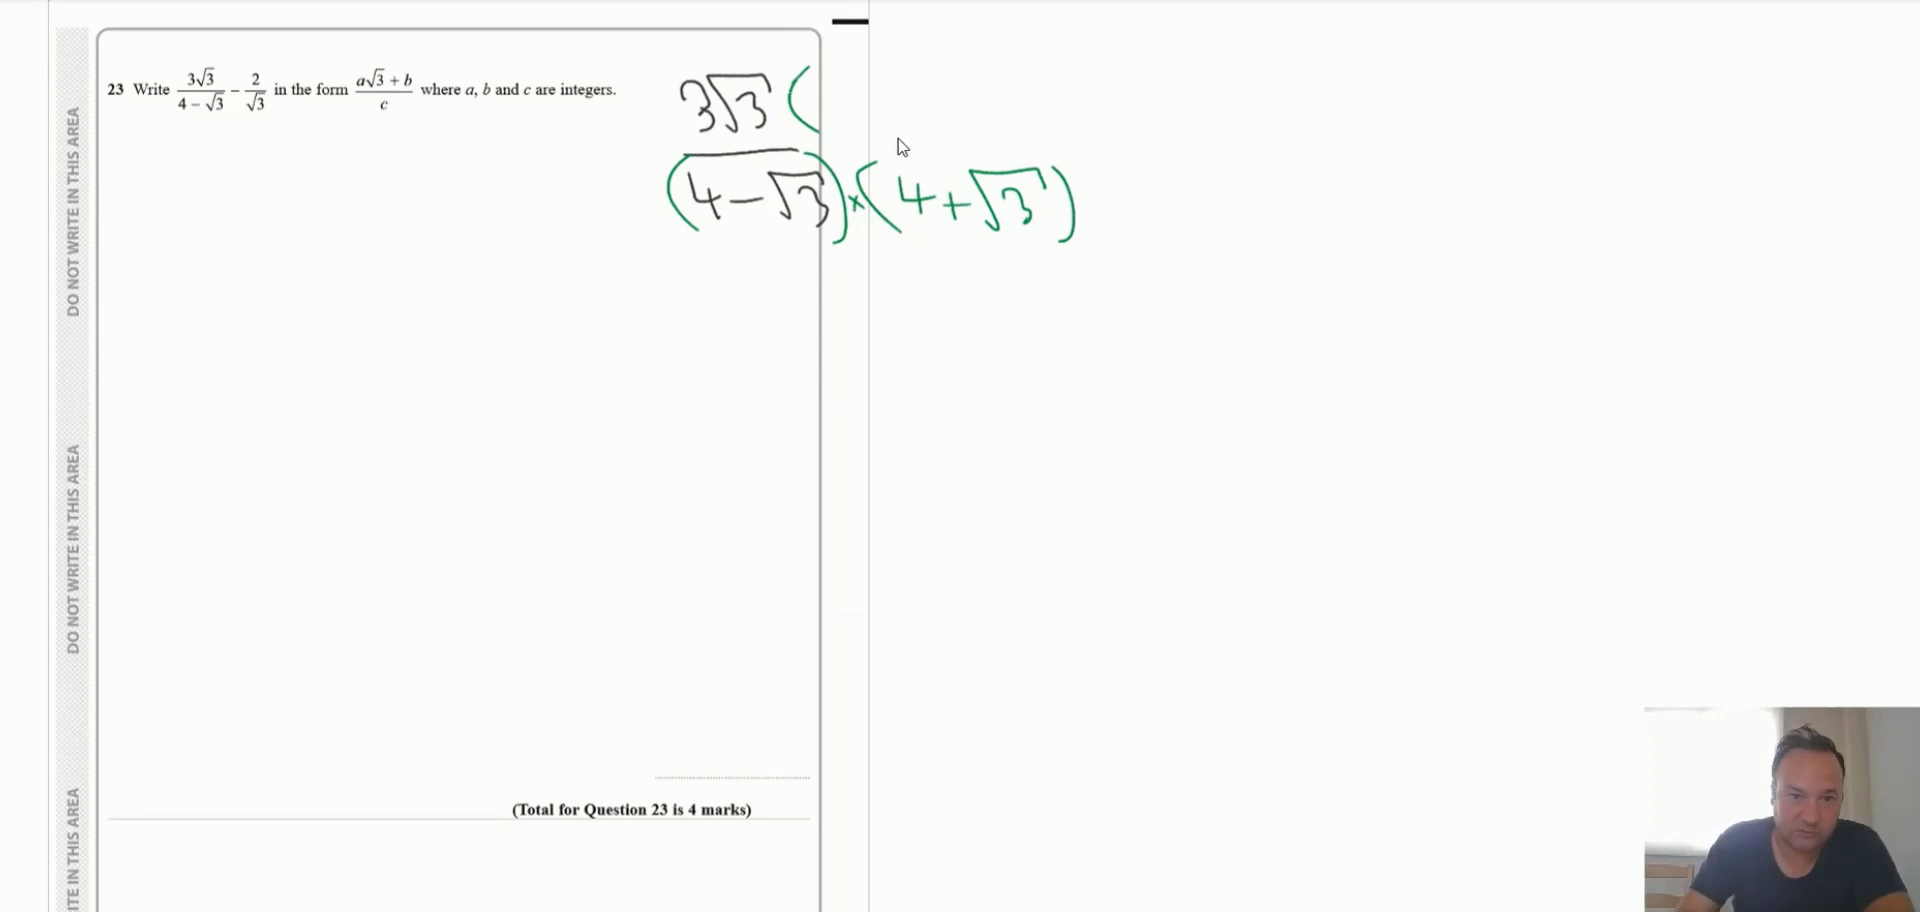 23 Write 3√3/(4 − √3) − 2/√3 in the form (a√3 + b)/c where a, b and c are integers.
3√3 (
(4 − √3) × (4 + √3)
(Total for Question 23 is 4 marks)
DO NOT WRITE IN THIS AREA
DO NOT WRITE IN THIS AREA
ITE IN THIS AREA